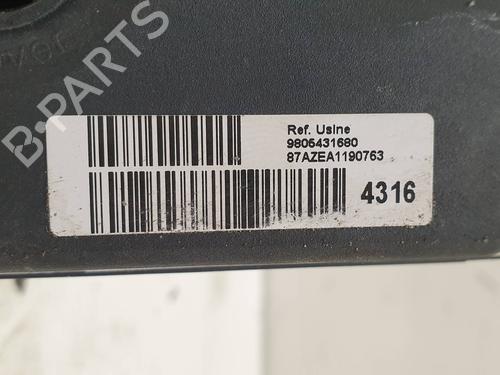 Ref. Usine
9805431680
87AZEA1190763
4316
B-PARTS